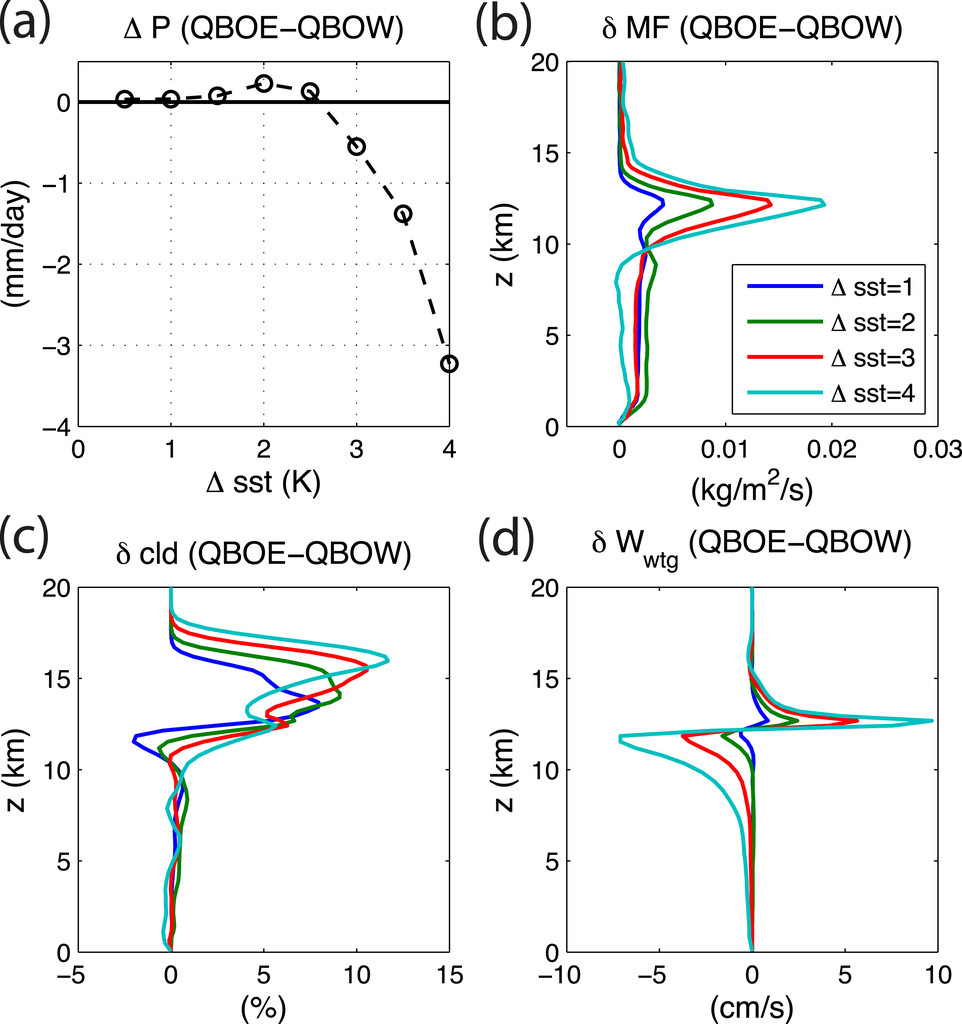 (a) Δ P (QBOE−QBOW)
0
−1
−2
−3
−4
(mm/day)
0 1 2 3 4
Δ sst (K)
(b) δ MF (QBOE−QBOW)
20
15
10
5
0
z (km)
Δ sst=1
Δ sst=2
Δ sst=3
Δ sst=4
0 0.01 0.02 0.03
(kg/m²/s)
(c) δ cld (QBOE−QBOW)
20
15
10
5
0
z (km)
−5 0 5 10 15
(%)
(d) δ W_wtg (QBOE−QBOW)
20
15
10
5
0
z (km)
−10 −5 0 5 10
(cm/s)